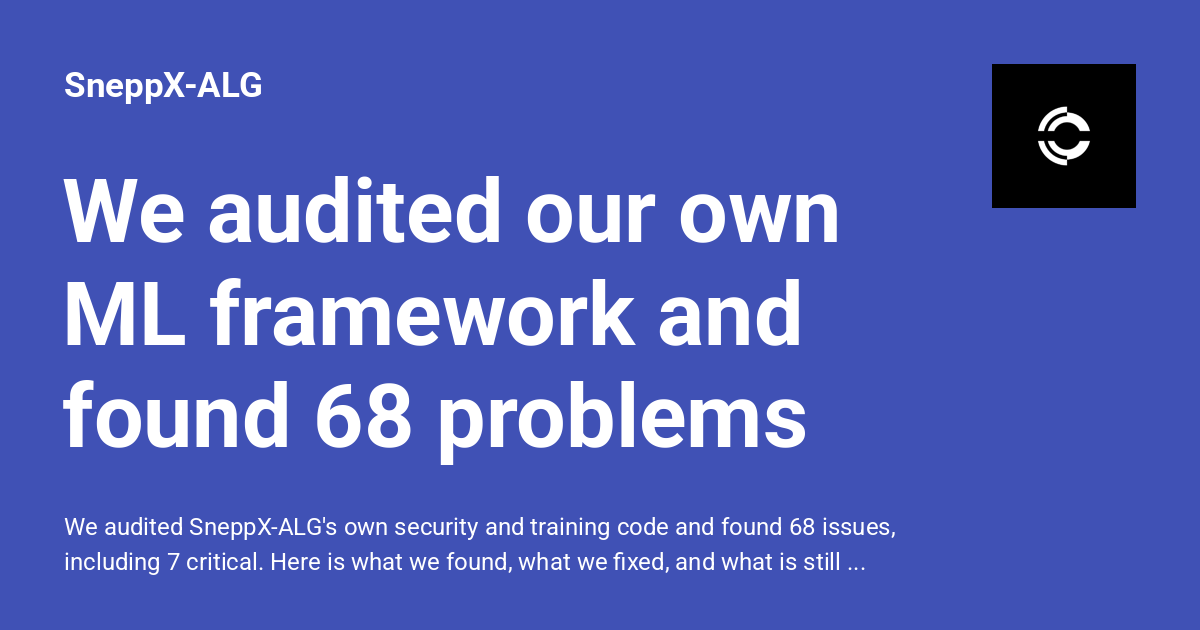 SneppX-ALG
We audited our own
ML framework and
found 68 problems
We audited SneppX-ALG's own security and training code and found 68 issues,
including 7 critical. Here is what we found, what we fixed, and what is still ...